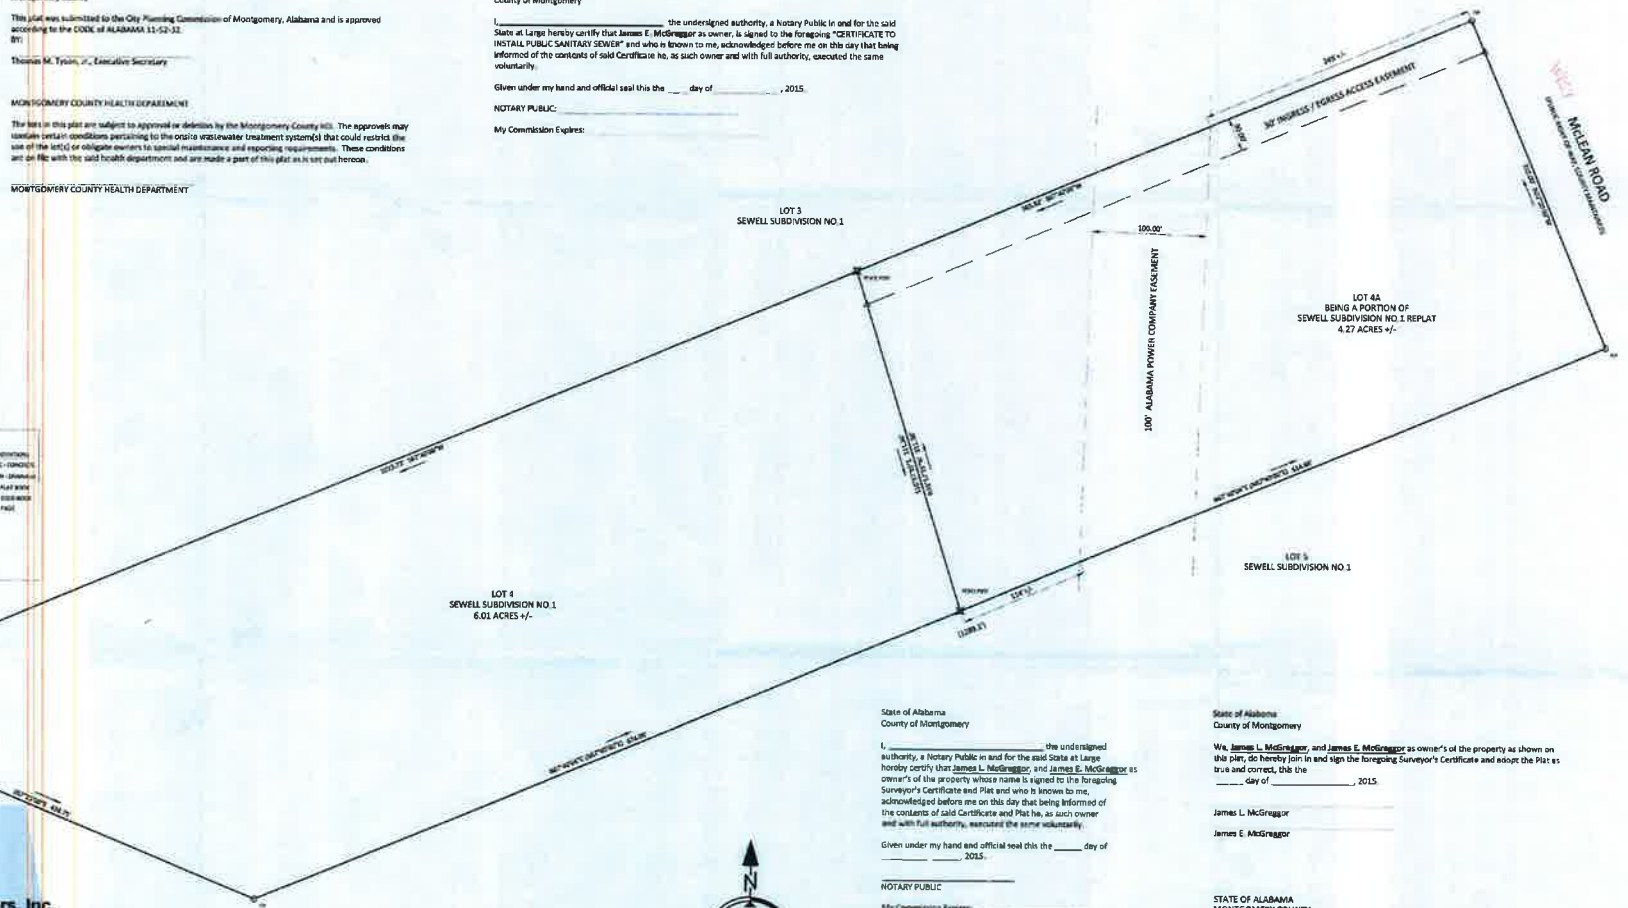 This plat was submitted to the City Planning Commission of Montgomery, Alabama and is approved
according to the CODE of ALABAMA 11-52-32.
BY:
Thomas M. Tyson, Jr., Executive Secretary
MONTGOMERY COUNTY HEALTH DEPARTMENT
The lots in this plat are subject to approval or deletion by the Montgomery County HD. The approvals may
contain certain conditions pertaining to the onsite wastewater treatment system(s) that could restrict the
use of the lot(s) or obligate owners to special maintenance and reporting requirements. These conditions
are on file with the said health department and are made a part of this plat as is set out hereon.
MONTGOMERY COUNTY HEALTH DEPARTMENT
County of Montgomery
I, the undersigned authority, a Notary Public in and for the said
State at Large hereby certify that James E. McGreggor as owner, is signed to the foregoing "CERTIFICATE TO
INSTALL PUBLIC SANITARY SEWER" and who is known to me, acknowledged before me on this day that being
informed of the contents of said Certificate he, as such owner and with full authority, executed the same
voluntarily.
Given under my hand and official seal this the ___ day of __________, 2015.
NOTARY PUBLIC:
My Commission Expires:
LOT 3
SEWELL SUBDIVISION NO.1
30' INGRESS / EGRESS ACCESS EASEMENT
30.00'
McLEAN ROAD
100.00'
100' ALABAMA POWER COMPANY EASEMENT
LOT 4A
BEING A PORTION OF
SEWELL SUBDIVISION NO.1 REPLAT
4.27 ACRES +/-
LOT 5
SEWELL SUBDIVISION NO.1
LOT 4
SEWELL SUBDIVISION NO.1
6.01 ACRES +/-
PAGE
N
State of Alabama
County of Montgomery
I, ______________________ the undersigned
authority, a Notary Public in and for the said State at Large
hereby certify that James L. McGreggor, and James E. McGreggor as
owner's of the property whose name is signed to the foregoing
Surveyor's Certificate and Plat and who is known to me,
acknowledged before me on this day that being informed of
the contents of said Certificate and Plat he, as such owner
and with full authority, executed the same voluntarily.
Given under my hand and official seal this the _____ day of
_________ _____, 2015.
NOTARY PUBLIC
My Commission Expires:
State of Alabama
County of Montgomery
We, James L. McGreggor, and James E. McGreggor as owner's of the property as shown on
this plat, do hereby join in and sign the foregoing Surveyor's Certificate and adopt the Plat as
true and correct, this the
_____ day of _______________, 2015.
James L. McGreggor
James E. McGreggor
STATE OF ALABAMA
MONTGOMERY COUNTY
rs, Inc